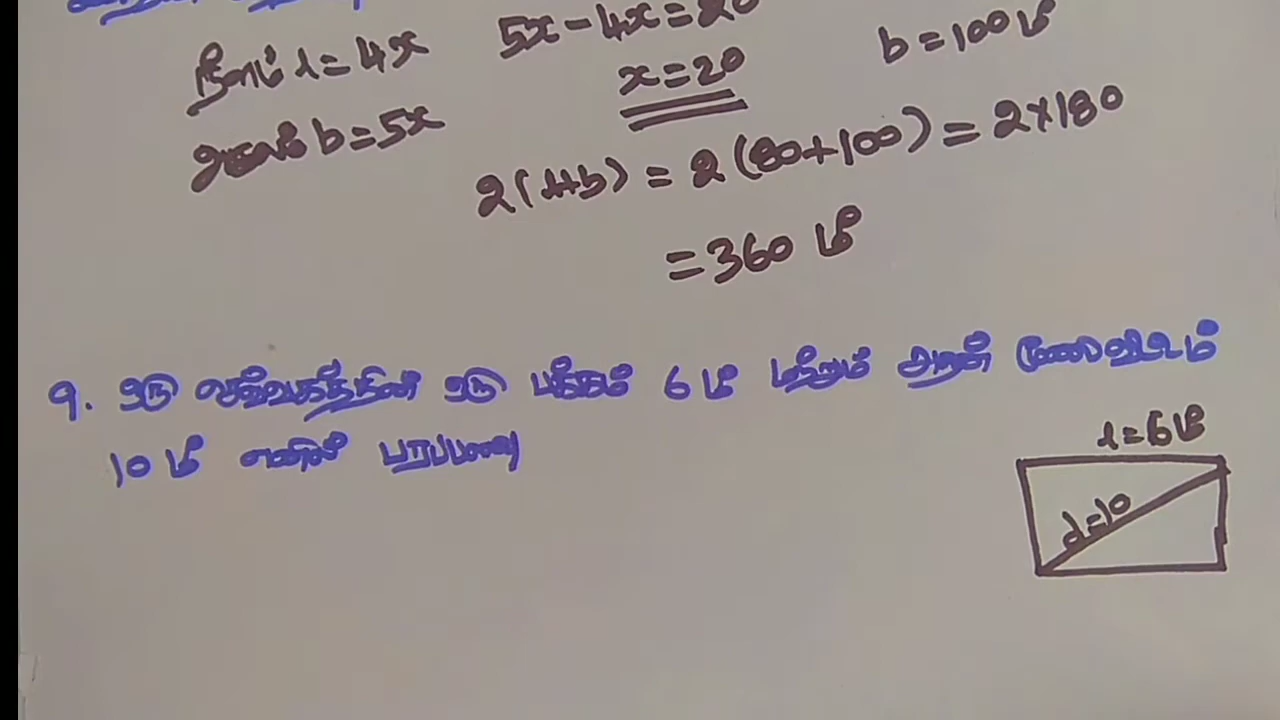 நீளம் l = 4x
5x - 4x = 20
b = 100 மீ
அகலம் b = 5x
x = 20
2(l+b) = 2(80+100) = 2×180
= 360 மீ
9. ஒரு செவ்வகத்தின் ஒரு பக்கம் 6 மீ மற்றும் அதன் மூலைவிட்டம்
10 மீ எனில் பரப்பளவு
l = 6 மீ
d = 10